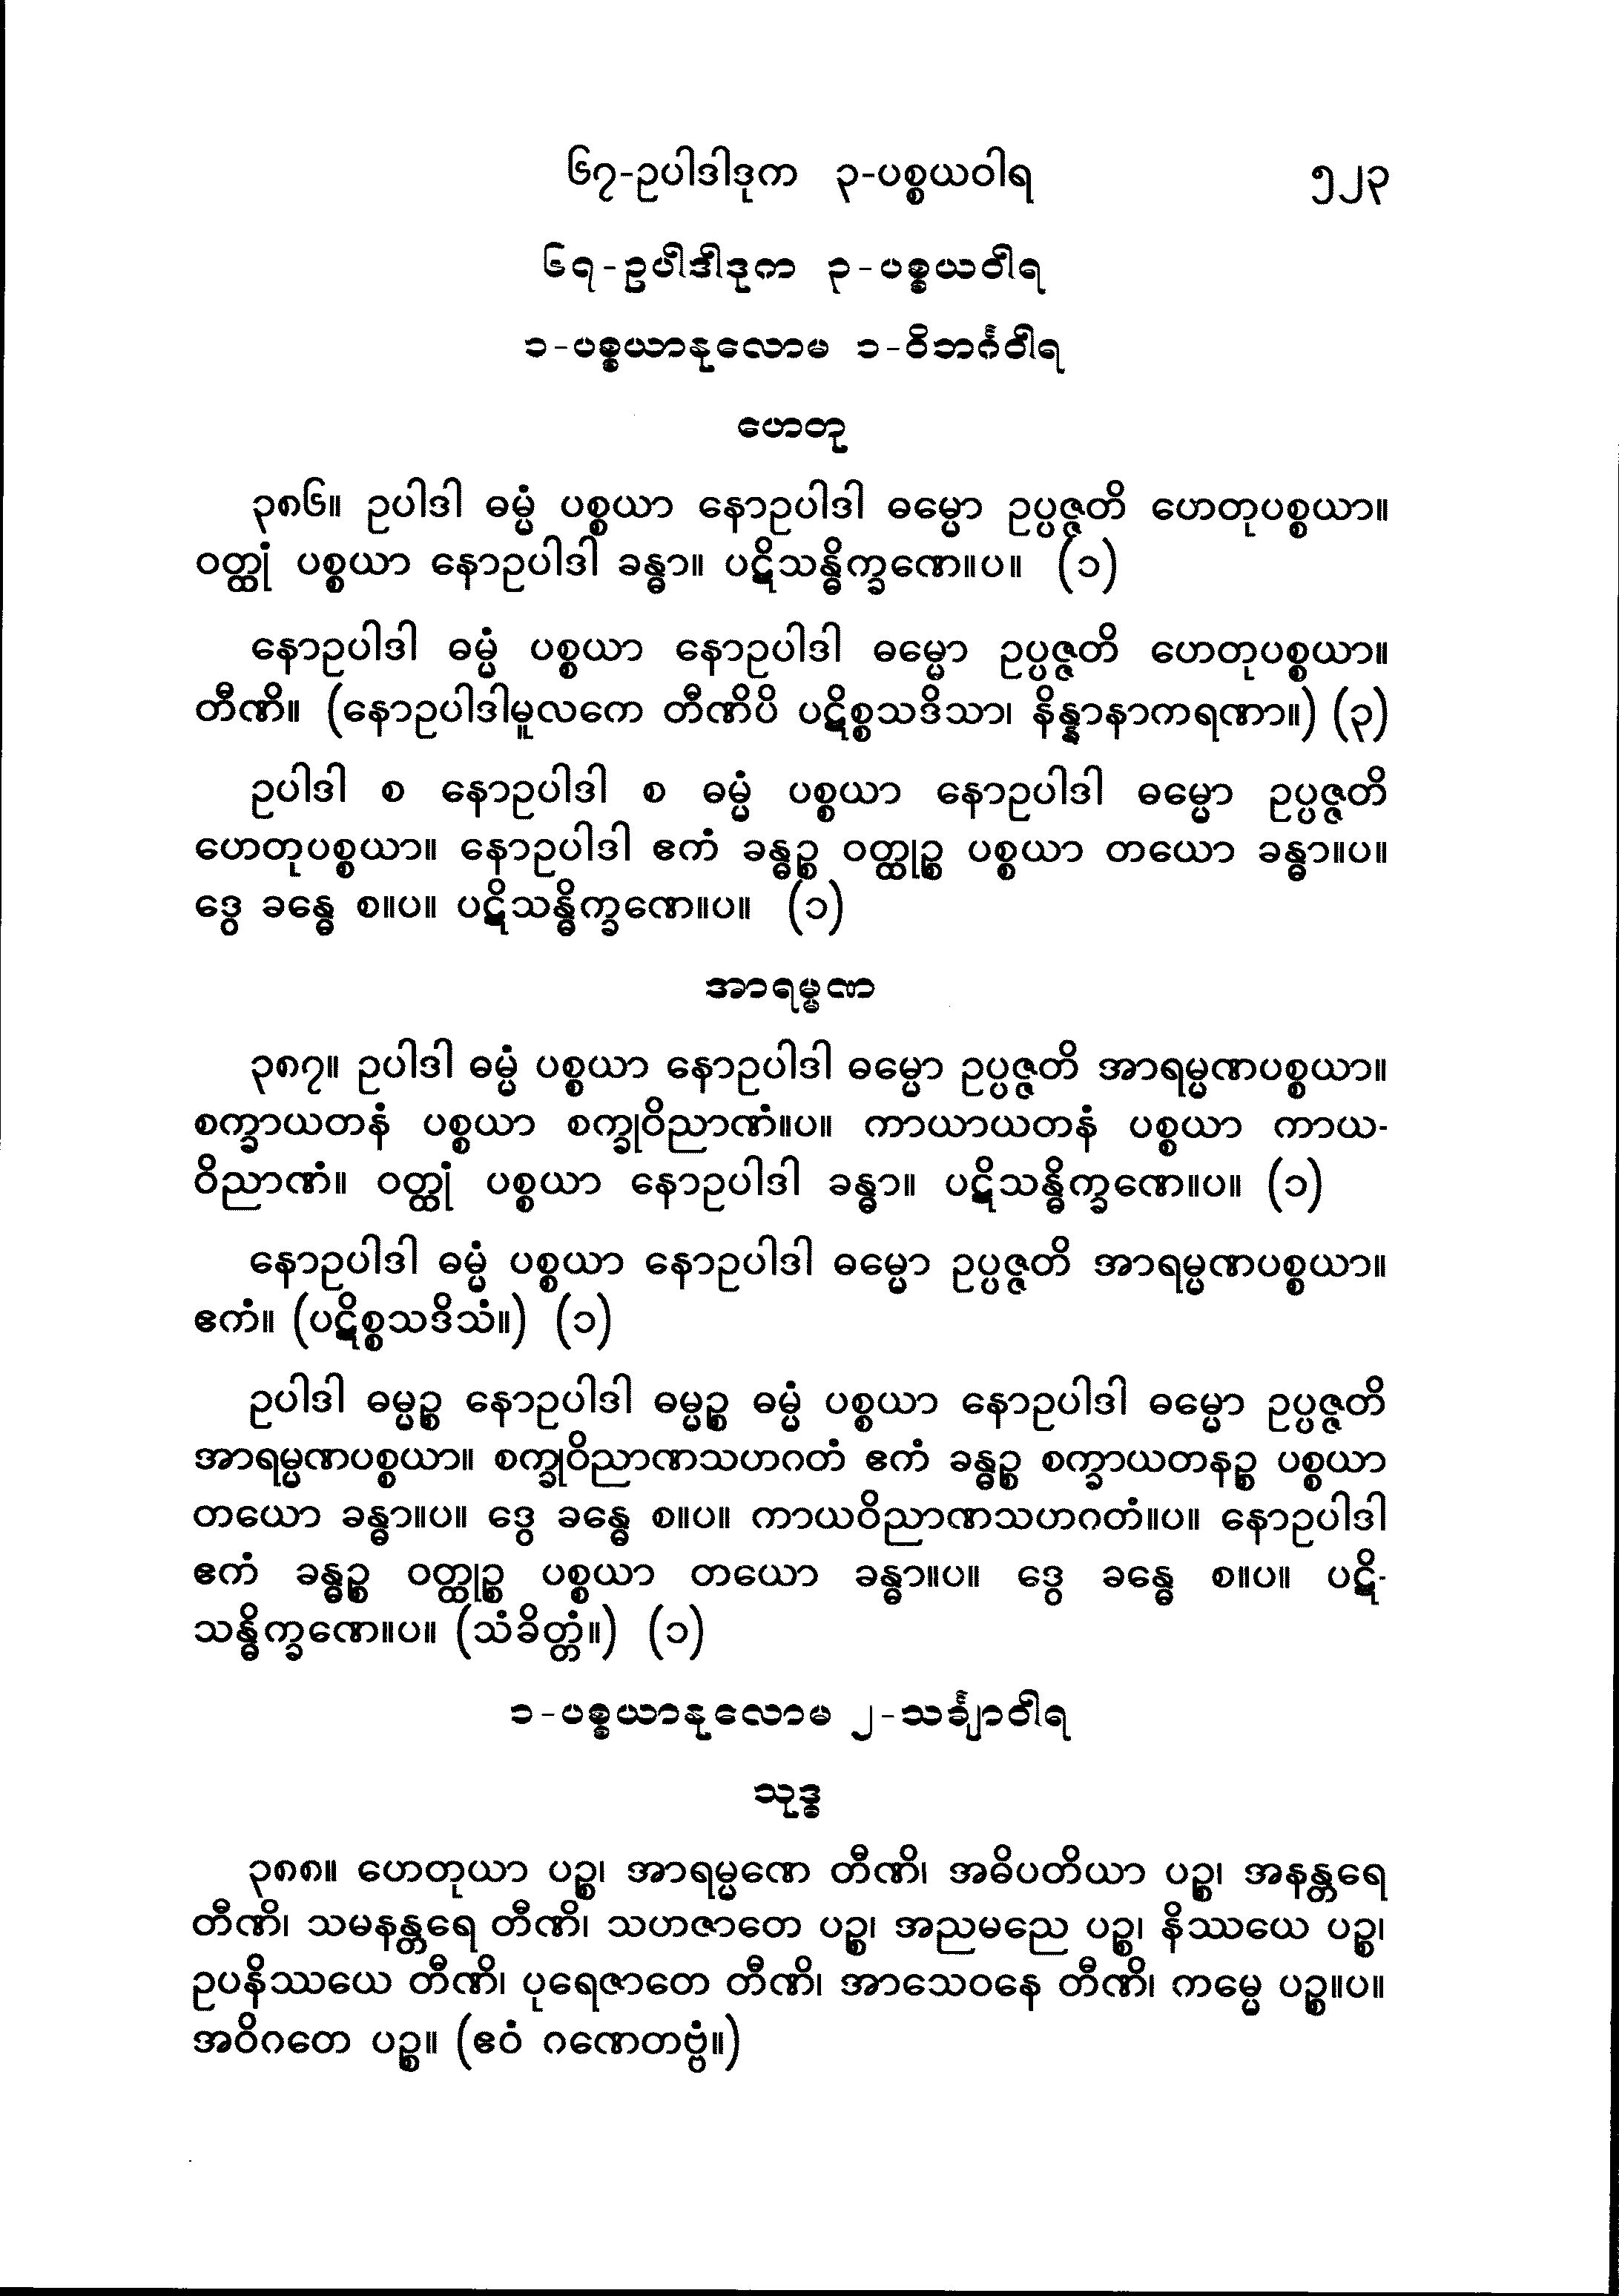 ၆၇-ဥပါဒါဒုက ၃-ပစ္စယဝါရ ၅၂၃
၆၇-ဥပါဒါဒုက ၃-ပစ္စယဝါရ
၁-ပစ္စယာနုလောမ ၁-ဝိဘင်္ဂဝါရ
ဟေတု
၃၈၆။ ဥပါဒါ ဓမ္မံ ပစ္စယာ နောဥပါဒါ ဓမ္မော ဥပ္ပဇ္ဇတိ ဟေတုပစ္စယာ။
ဝတ္ထုံ ပစ္စယာ နောဥပါဒါ ခန္ဓာ။ ပဋိသန္ဓိက္ခဏေ။ပ။ (၁)
နောဥပါဒါ ဓမ္မံ ပစ္စယာ နောဥပါဒါ ဓမ္မော ဥပ္ပဇ္ဇတိ ဟေတုပစ္စယာ။
တီဏိ။ (နောဥပါဒါမူလကေ တီဏိပိ ပဋိစ္စသဒိသာ၊ နိန္နာနာကရဏာ။) (၃)
ဥပါဒါ စ နောဥပါဒါ စ ဓမ္မံ ပစ္စယာ နောဥပါဒါ ဓမ္မော ဥပ္ပဇ္ဇတိ
ဟေတုပစ္စယာ။ နောဥပါဒါ ဧကံ ခန္ဓဉ္စ ဝတ္ထုဉ္စ ပစ္စယာ တယော ခန္ဓာ။ပ။
ဒွေ ခန္ဓေ စ။ပ။ ပဋိသန္ဓိက္ခဏေ။ပ။ (၁)
အာရမ္မဏ
၃၈၇။ ဥပါဒါ ဓမ္မံ ပစ္စယာ နောဥပါဒါ ဓမ္မော ဥပ္ပဇ္ဇတိ အာရမ္မဏပစ္စယာ။
စက္ခာယတနံ ပစ္စယာ စက္ခုဝိညာဏံ။ပ။ ကာယာယတနံ ပစ္စယာ ကာယ-
ဝိညာဏံ။ ဝတ္ထုံ ပစ္စယာ နောဥပါဒါ ခန္ဓာ။ ပဋိသန္ဓိက္ခဏေ။ပ။ (၁)
နောဥပါဒါ ဓမ္မံ ပစ္စယာ နောဥပါဒါ ဓမ္မော ဥပ္ပဇ္ဇတိ အာရမ္မဏပစ္စယာ။
ဧကံ။ (ပဋိစ္စသဒိသံ။) (၁)
ဥပါဒါ ဓမ္မဉ္စ နောဥပါဒါ ဓမ္မဉ္စ ဓမ္မံ ပစ္စယာ နောဥပါဒါ ဓမ္မော ဥပ္ပဇ္ဇတိ
အာရမ္မဏပစ္စယာ။ စက္ခုဝိညာဏသဟဂတံ ဧကံ ခန္ဓဉ္စ စက္ခာယတနဉ္စ ပစ္စယာ
တယော ခန္ဓာ။ပ။ ဒွေ ခန္ဓေ စ။ပ။ ကာယဝိညာဏသဟဂတံ။ပ။ နောဥပါဒါ
ဧကံ ခန္ဓဉ္စ ဝတ္ထုဉ္စ ပစ္စယာ တယော ခန္ဓာ။ပ။ ဒွေ ခန္ဓေ စ။ပ။ ပဋိ-
သန္ဓိက္ခဏေ။ပ။ (သံခိတ္တံ။) (၁)
၁-ပစ္စယာနုလောမ ၂-သင်္ချာဝါရ
သုဒ္ဓ
၃၈၈။ ဟေတုယာ ပဉ္စ၊ အာရမ္မဏေ တီဏိ၊ အဓိပတိယာ ပဉ္စ၊ အနန္တရေ
တီဏိ၊ သမနန္တရေ တီဏိ၊ သဟဇာတေ ပဉ္စ၊ အညမညေ ပဉ္စ၊ နိဿယေ ပဉ္စ၊
ဥပနိဿယေ တီဏိ၊ ပုရေဇာတေ တီဏိ၊ အာသေဝနေ တီဏိ၊ ကမ္မေ ပဉ္စ။ပ။
အဝိဂတေ ပဉ္စ။ (ဧဝံ ဂဏေတဗ္ဗံ။)